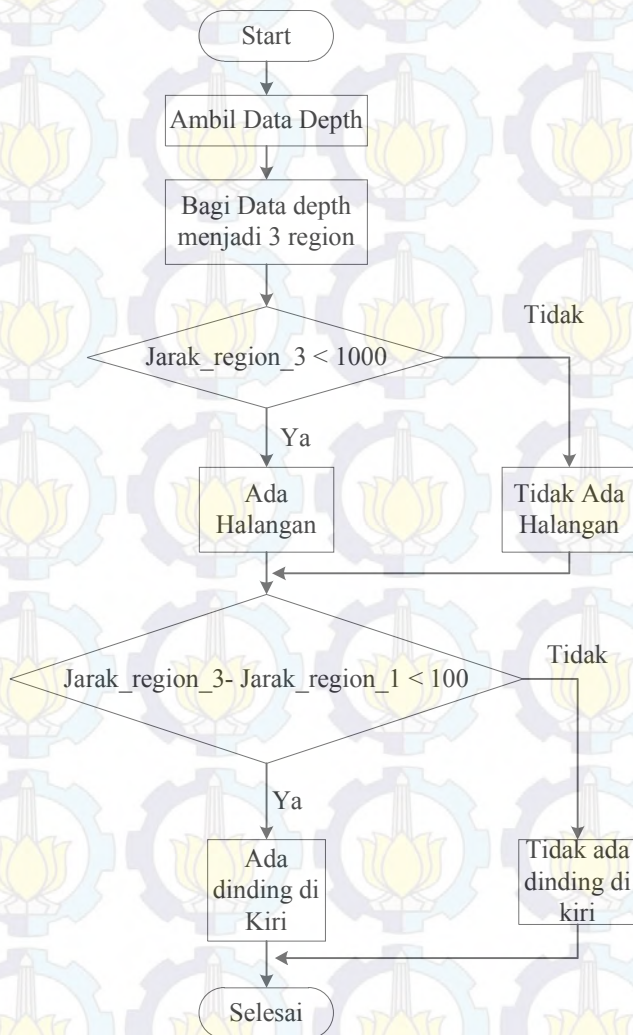 Start
Ambil Data Depth
Bagi Data depth
menjadi 3 region
Jarak_region_3 < 1000
Tidak
Ya
Ada
Halangan
Tidak Ada
Halangan
Jarak_region_3- Jarak_region_1 < 100
Tidak
Ya
Ada
dinding di
Kiri
Tidak ada
dinding di
kiri
Selesai